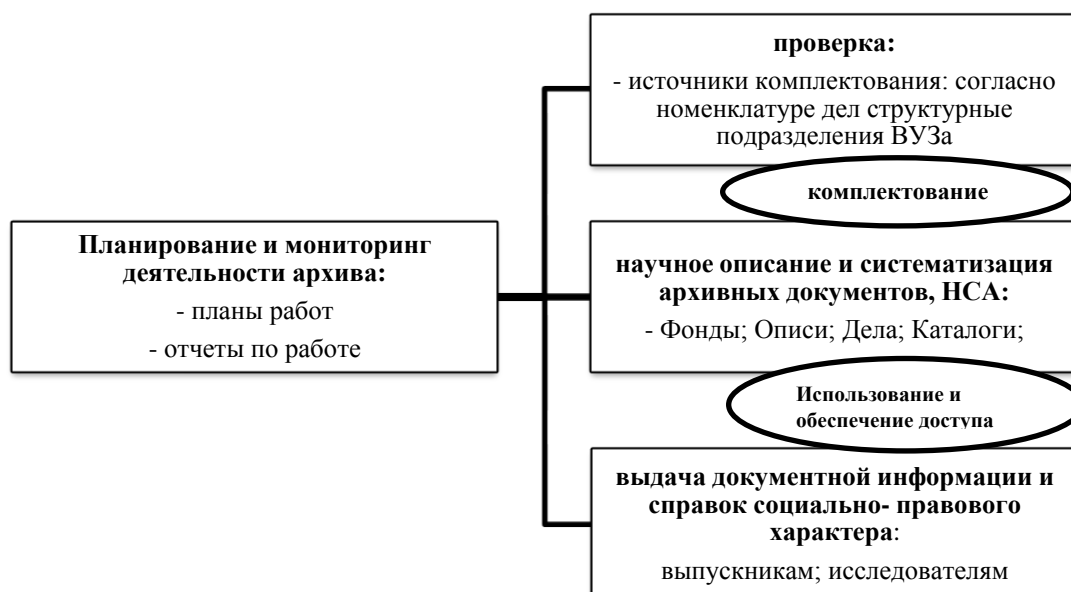 проверка:
- источники комплектования: согласно
номенклатуре дел структурные
подразделения ВУЗа
комплектование
Планирование и мониторинг
деятельности архива:
- планы работ
- отчеты по работе
научное описание и систематизация
архивных документов, НСА:
- Фонды; Описи; Дела; Каталоги;
Использование и
обеспечение доступа
выдача документной информации и
справок социально- правового
характера:
выпускникам; исследователям